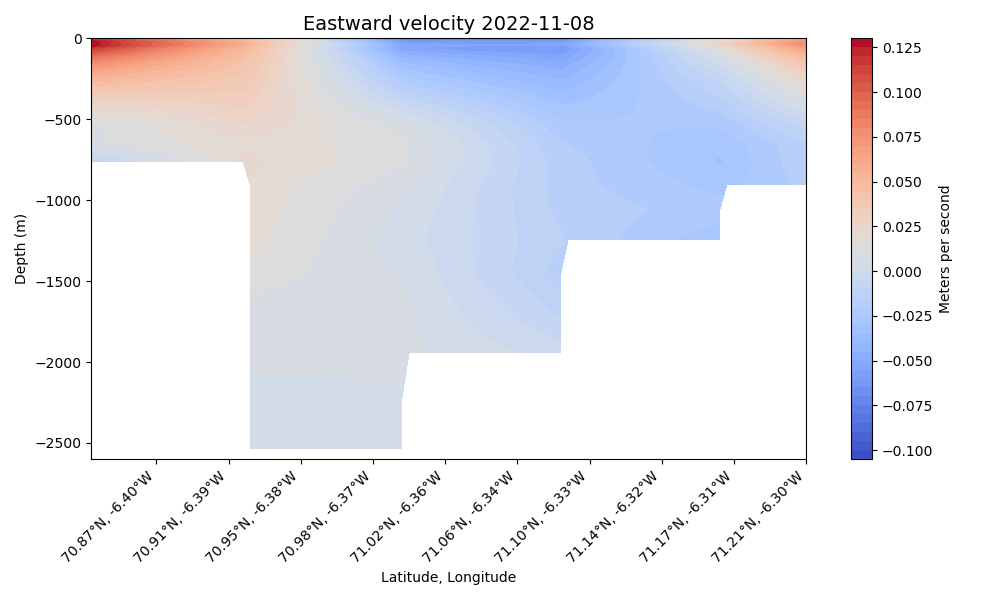 Eastward velocity 2022-11-08
0
−500
−1000
−1500
−2000
−2500
Depth (m)
70.87°N, -6.40°W
70.91°N, -6.39°W
70.95°N, -6.38°W
70.98°N, -6.37°W
71.02°N, -6.36°W
71.06°N, -6.34°W
71.10°N, -6.33°W
71.14°N, -6.32°W
71.17°N, -6.31°W
71.21°N, -6.30°W
Latitude, Longitude
0.125
0.100
0.075
0.050
0.025
0.000
−0.025
−0.050
−0.075
−0.100
Meters per second